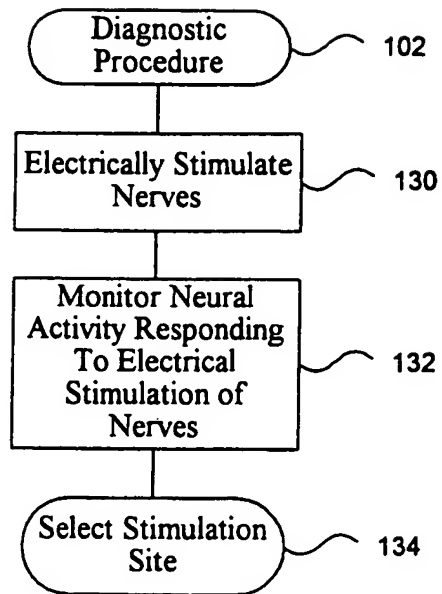 Diagnostic
Procedure
102
Electrically Stimulate
Nerves
130
Monitor Neural
Activity Responding
To Electrical
Stimulation of
Nerves
132
Select Stimulation
Site
134